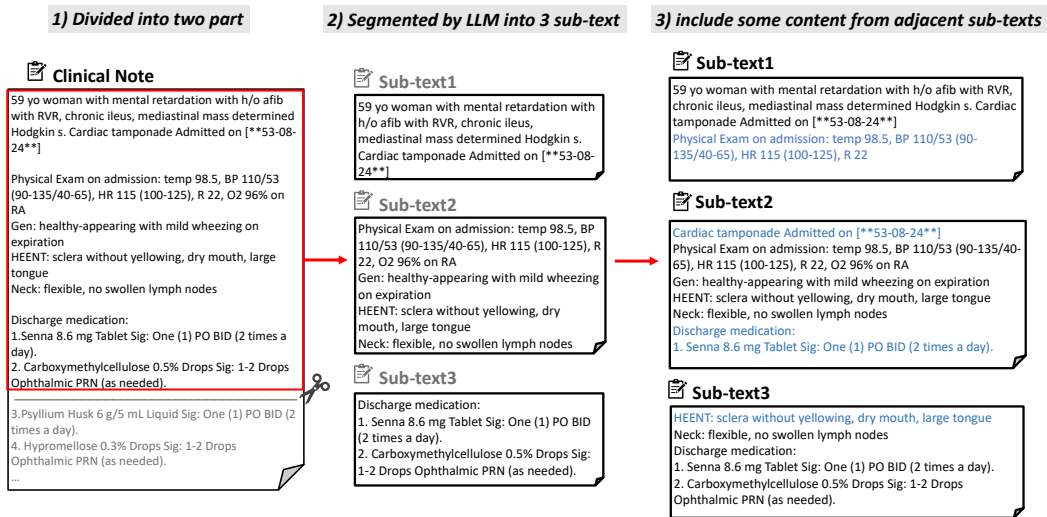 1) Divided into two part
2) Segmented by LLM into 3 sub-text
3) include some content from adjacent sub-texts
Clinical Note
59 yo woman with mental retardation with h/o afib
with RVR, chronic ileus, mediastinal mass determined
Hodgkin s. Cardiac tamponade Admitted on [**53-08-
24**]
Physical Exam on admission: temp 98.5, BP 110/53
(90-135/40-65), HR 115 (100-125), R 22, O2 96% on
RA
Gen: healthy-appearing with mild wheezing on
expiration
HEENT: sclera without yellowing, dry mouth, large
tongue
Neck: flexible, no swollen lymph nodes
Discharge medication:
1.Senna 8.6 mg Tablet Sig: One (1) PO BID (2 times a
day).
2. Carboxymethylcellulose 0.5% Drops Sig: 1-2 Drops
Ophthalmic PRN (as needed).
3.Psyllium Husk 6 g/5 mL Liquid Sig: One (1) PO BID (2
times a day).
4. Hypromellose 0.3% Drops Sig: 1-2 Drops
Ophthalmic PRN (as needed).
...
Sub-text1
59 yo woman with mental retardation with
h/o afib with RVR, chronic ileus,
mediastinal mass determined Hodgkin s.
Cardiac tamponade Admitted on [**53-08-
24**]
Sub-text2
Physical Exam on admission: temp 98.5, BP
110/53 (90-135/40-65), HR 115 (100-125), R
22, O2 96% on RA
Gen: healthy-appearing with mild wheezing
on expiration
HEENT: sclera without yellowing, dry
mouth, large tongue
Neck: flexible, no swollen lymph nodes
Sub-text3
Discharge medication:
1. Senna 8.6 mg Tablet Sig: One (1) PO BID
(2 times a day).
2. Carboxymethylcellulose 0.5% Drops Sig:
1-2 Drops Ophthalmic PRN (as needed).
Sub-text1
59 yo woman with mental retardation with h/o afib with RVR,
chronic ileus, mediastinal mass determined Hodgkin s. Cardiac
tamponade Admitted on [**53-08-24**]
Physical Exam on admission: temp 98.5, BP 110/53 (90-
135/40-65), HR 115 (100-125), R 22
Sub-text2
Cardiac tamponade Admitted on [**53-08-24**]
Physical Exam on admission: temp 98.5, BP 110/53 (90-135/40-
65), HR 115 (100-125), R 22, O2 96% on RA
Gen: healthy-appearing with mild wheezing on expiration
HEENT: sclera without yellowing, dry mouth, large tongue
Neck: flexible, no swollen lymph nodes
Discharge medication:
1. Senna 8.6 mg Tablet Sig: One (1) PO BID (2 times a day).
Sub-text3
HEENT: sclera without yellowing, dry mouth, large tongue
Neck: flexible, no swollen lymph nodes
Discharge medication:
1. Senna 8.6 mg Tablet Sig: One (1) PO BID (2 times a day).
2. Carboxymethylcellulose 0.5% Drops Sig: 1-2 Drops
Ophthalmic PRN (as needed).